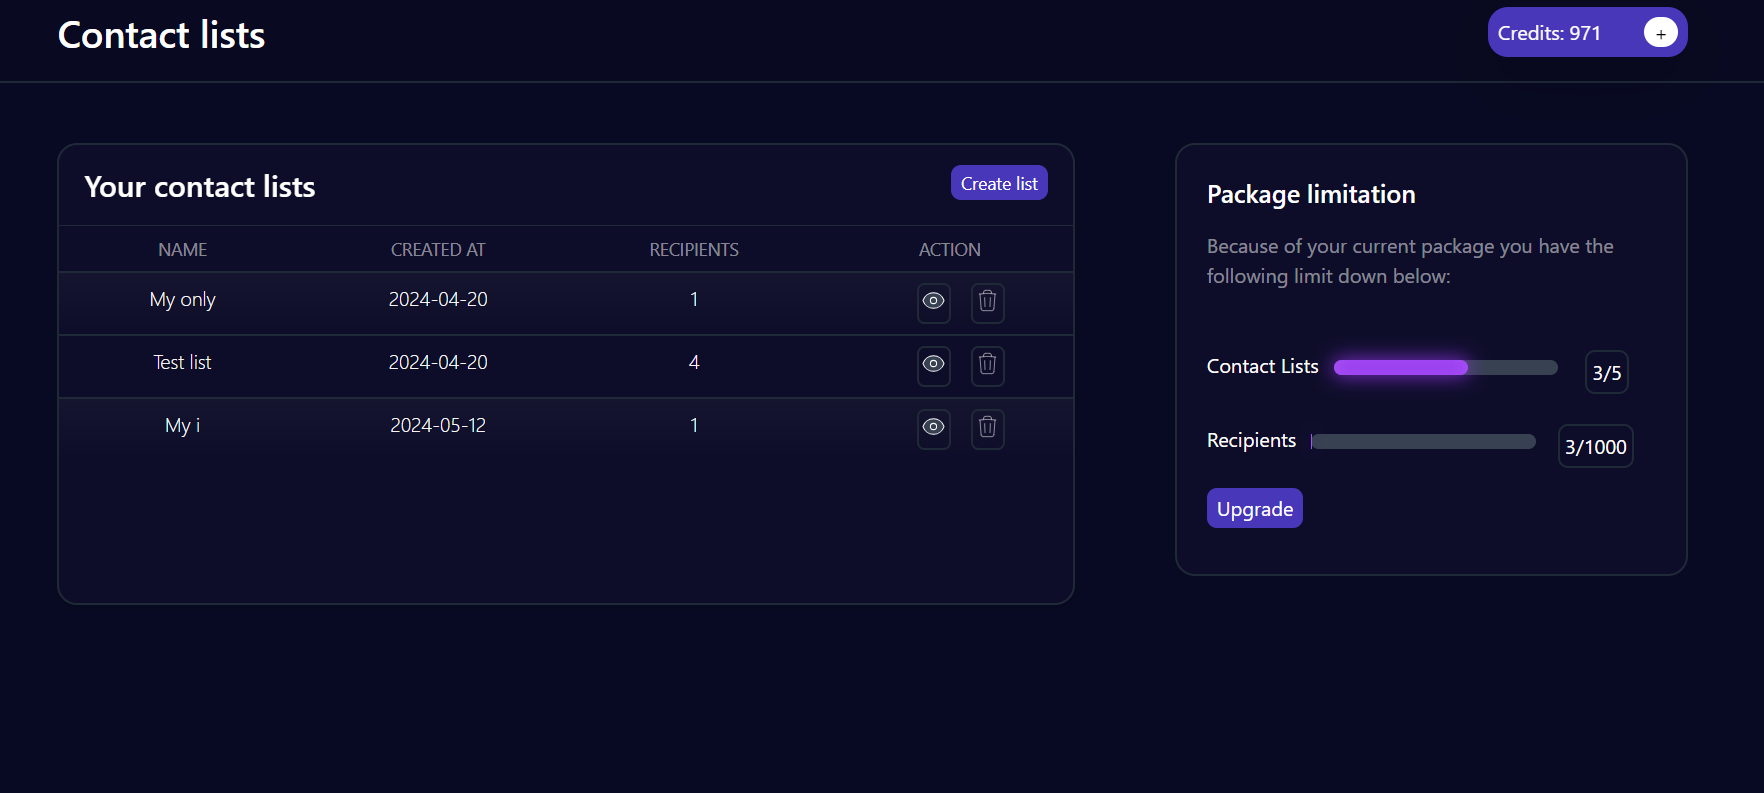 Contact lists
Credits: 971 +
Your contact lists
Create list
NAME CREATED AT RECIPIENTS ACTION
My only 2024-04-20 1
Test list 2024-04-20 4
My i 2024-05-12 1
Package limitation
Because of your current package you have the
following limit down below:
Contact Lists 3/5
Recipients 3/1000
Upgrade